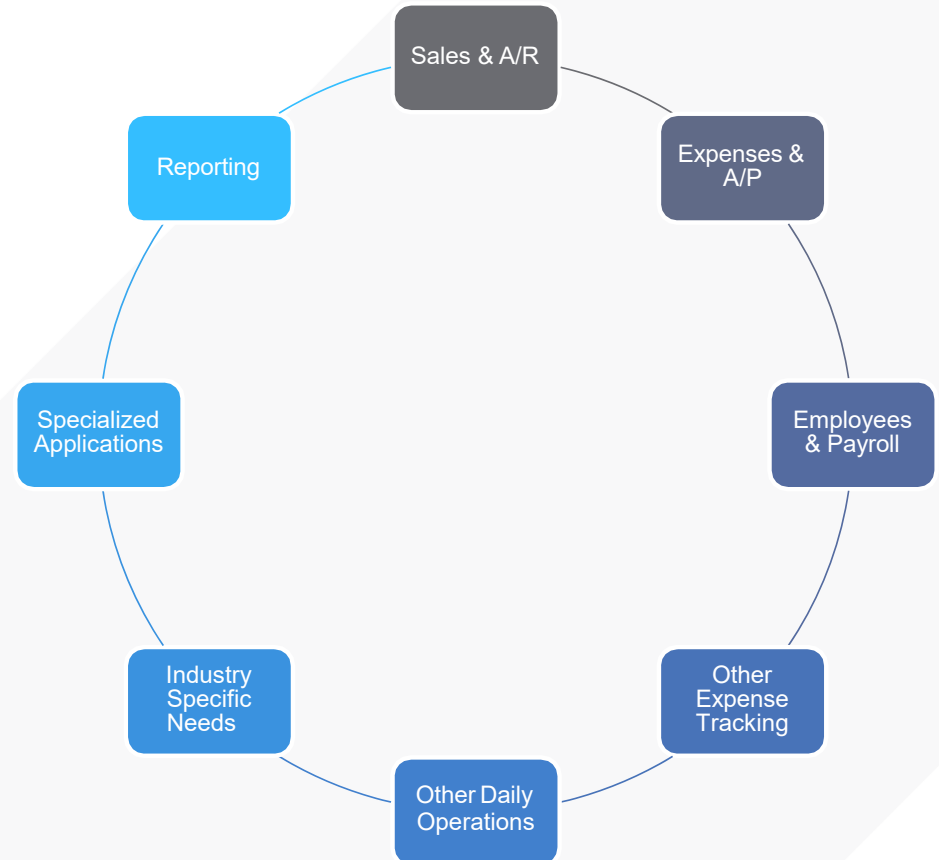 Sales & A/R
Expenses &
A/P
Employees
& Payroll
Other
Expense
Tracking
Other Daily
Operations
Industry
Specific
Needs
Specialized
Applications
Reporting